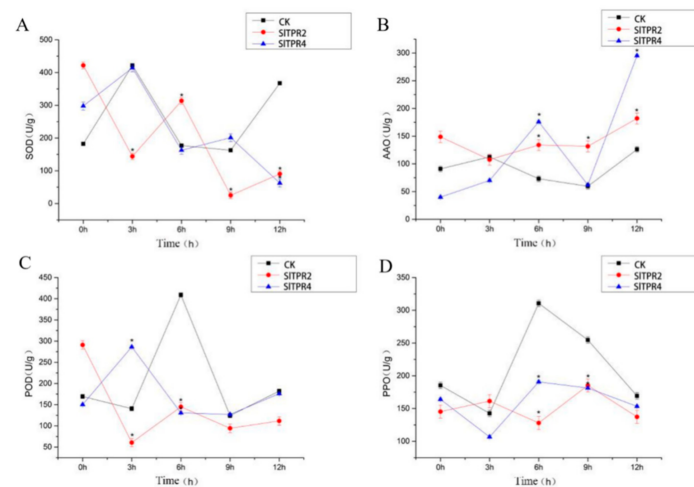 A
CK
SlTPR2
SlTPR4
500
400
300
200
100
0
SOD(U/g)
0h 3h 6h 9h 12h
Time(h)
* * * * *
B
CK
SlTPR2
SlTPR4
300
250
200
150
100
50
0
AAO(U/g)
0h 3h 6h 9h 12h
Time(h)
* * * * *
C
CK
SlTPR2
SlTPR4
450
400
350
300
250
200
150
100
50
POD(U/g)
0h 3h 6h 9h 12h
Time(h)
* * *
D
CK
SlTPR2
SlTPR4
350
300
250
200
150
100
PPO(U/g)
0h 3h 6h 9h 12h
Time(h)
* * *